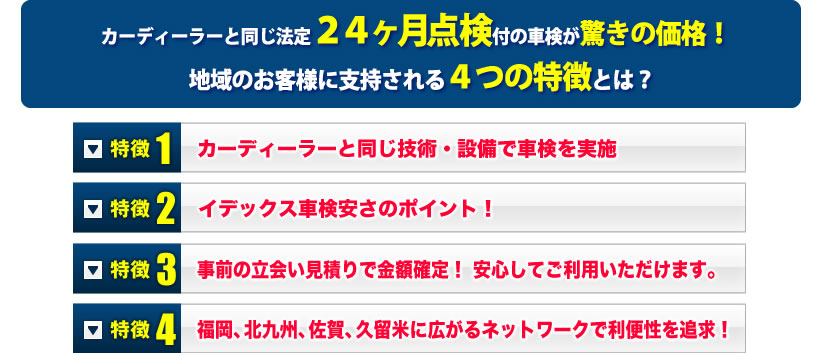 カーディーラーと同じ法定２４ヶ月点検付の車検が驚きの価格！
地域のお客様に支持される４つの特徴とは？
特徴1 カーディーラーと同じ技術・設備で車検を実施
特徴2 イデックス車検安さのポイント！
特徴3 事前の立会い見積りで金額確定！ 安心してご利用いただけます。
特徴4 福岡、北九州、佐賀、久留米に広がるネットワークで利便性を追求！